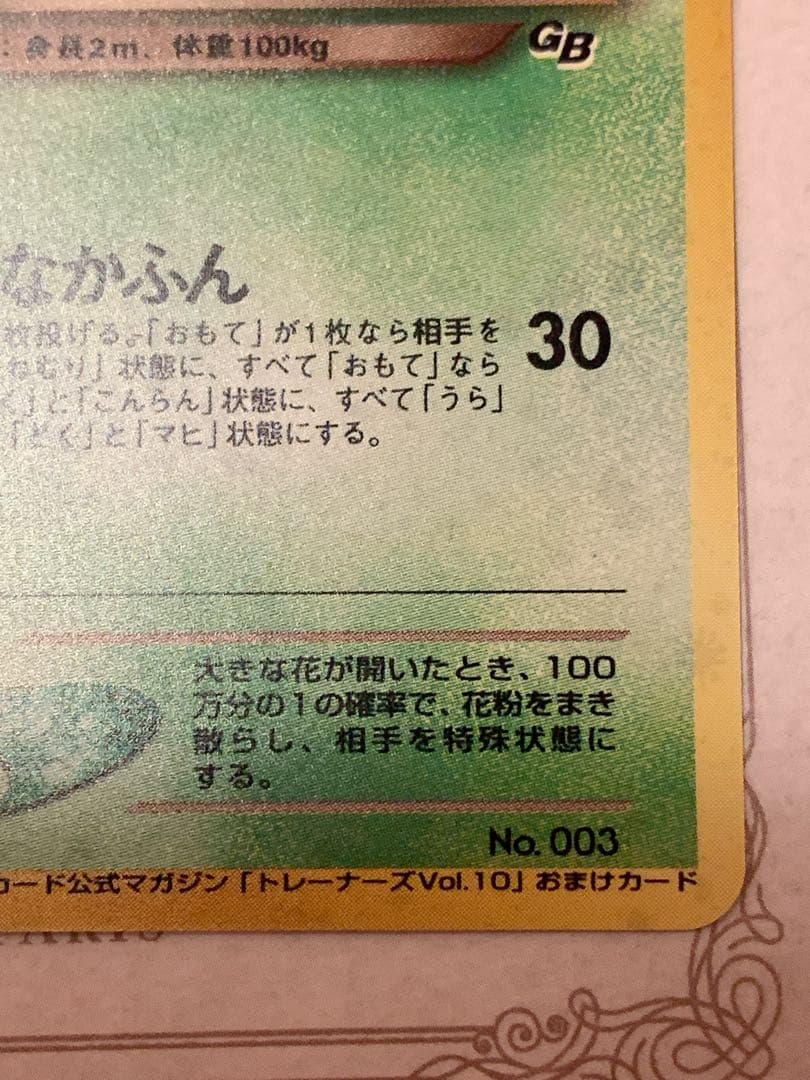 ：身長2m、体重100kg
GB
なかふん
枚投げる。「おもて」が1枚なら相手を
ねむり」状態に、すべて「おもて」なら
く」と「こんらん」状態に、すべて「うら」
「どく」と「マヒ」状態にする。
30
大きな花が開いたとき、100
万分の1の確率で、花粉をまき
散らし、相手を特殊状態に
する。
No. 003
カード公式マガジン「トレーナーズVol.10」おまけカード
PARIS